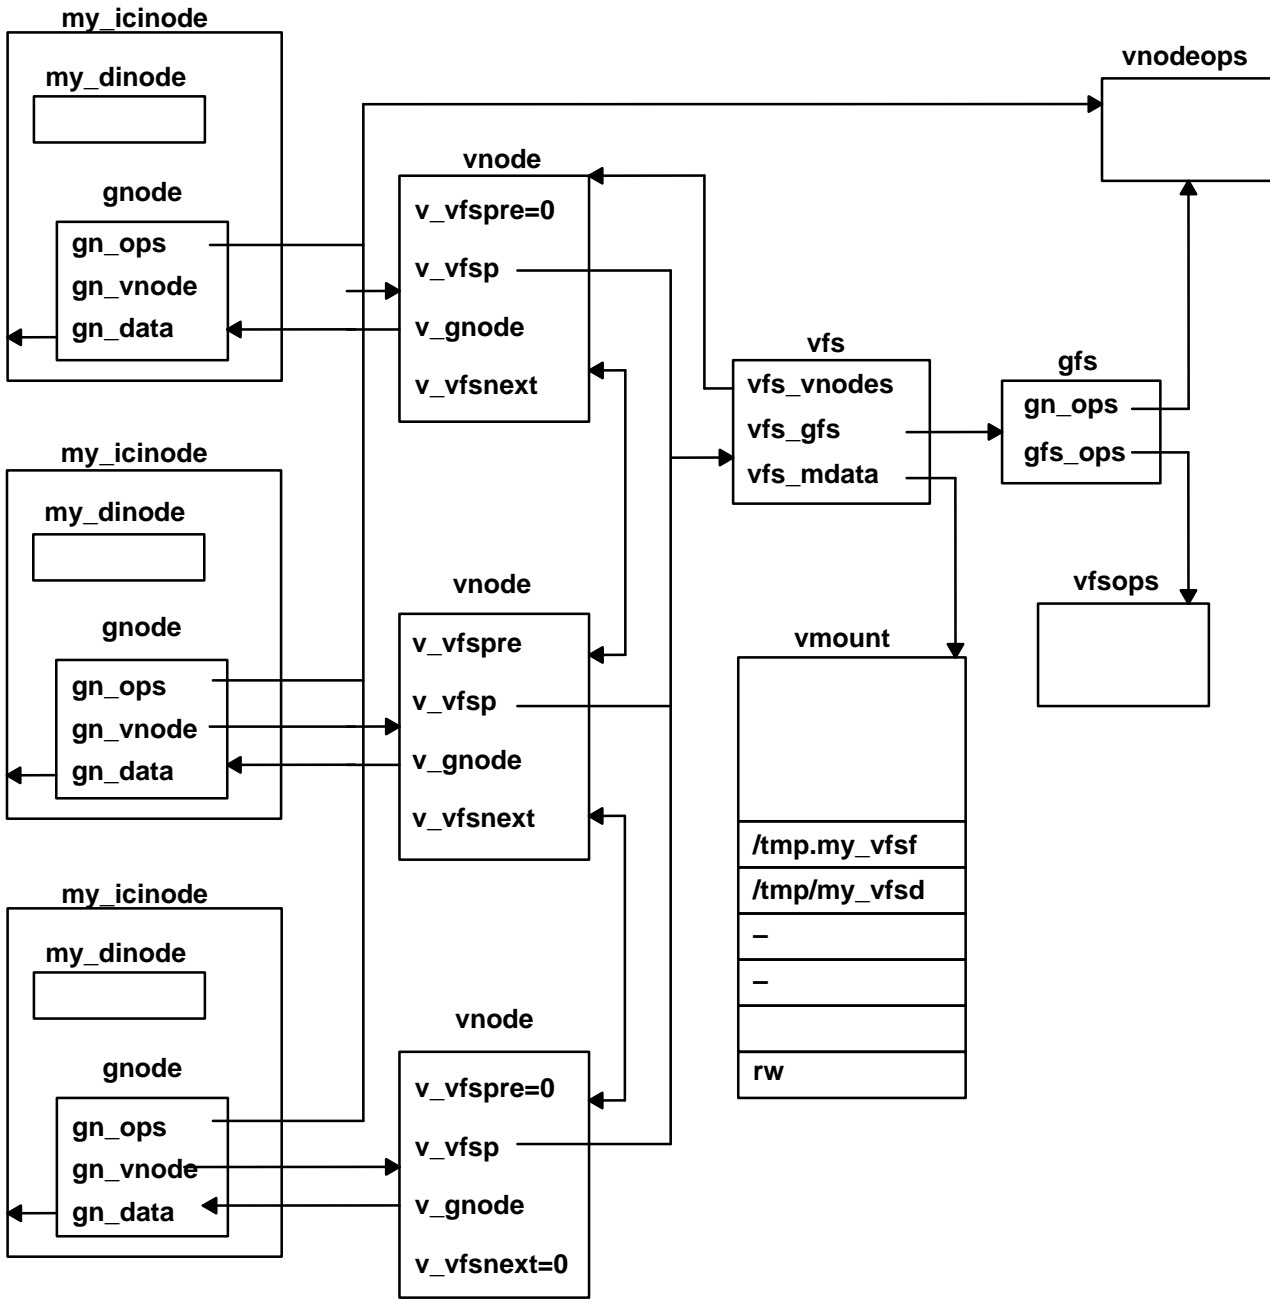 my_icinode
my_dinode
gnode
gn_ops
gn_vnode
gn_data
vnode
v_vfspre=0
v_vfsp
v_gnode
v_vfsnext
vnodeops
vfs
vfs_vnodes
vfs_gfs
vfs_mdata
gfs
gn_ops
gfs_ops
my_icinode
my_dinode
gnode
gn_ops
gn_vnode
gn_data
vnode
v_vfspre
v_vfsp
v_gnode
v_vfsnext
vfsops
vmount
/tmp.my_vfsf
/tmp/my_vfsd
–
–
rw
my_icinode
my_dinode
gnode
gn_ops
gn_vnode
gn_data
vnode
v_vfspre=0
v_vfsp
v_gnode
v_vfsnext=0